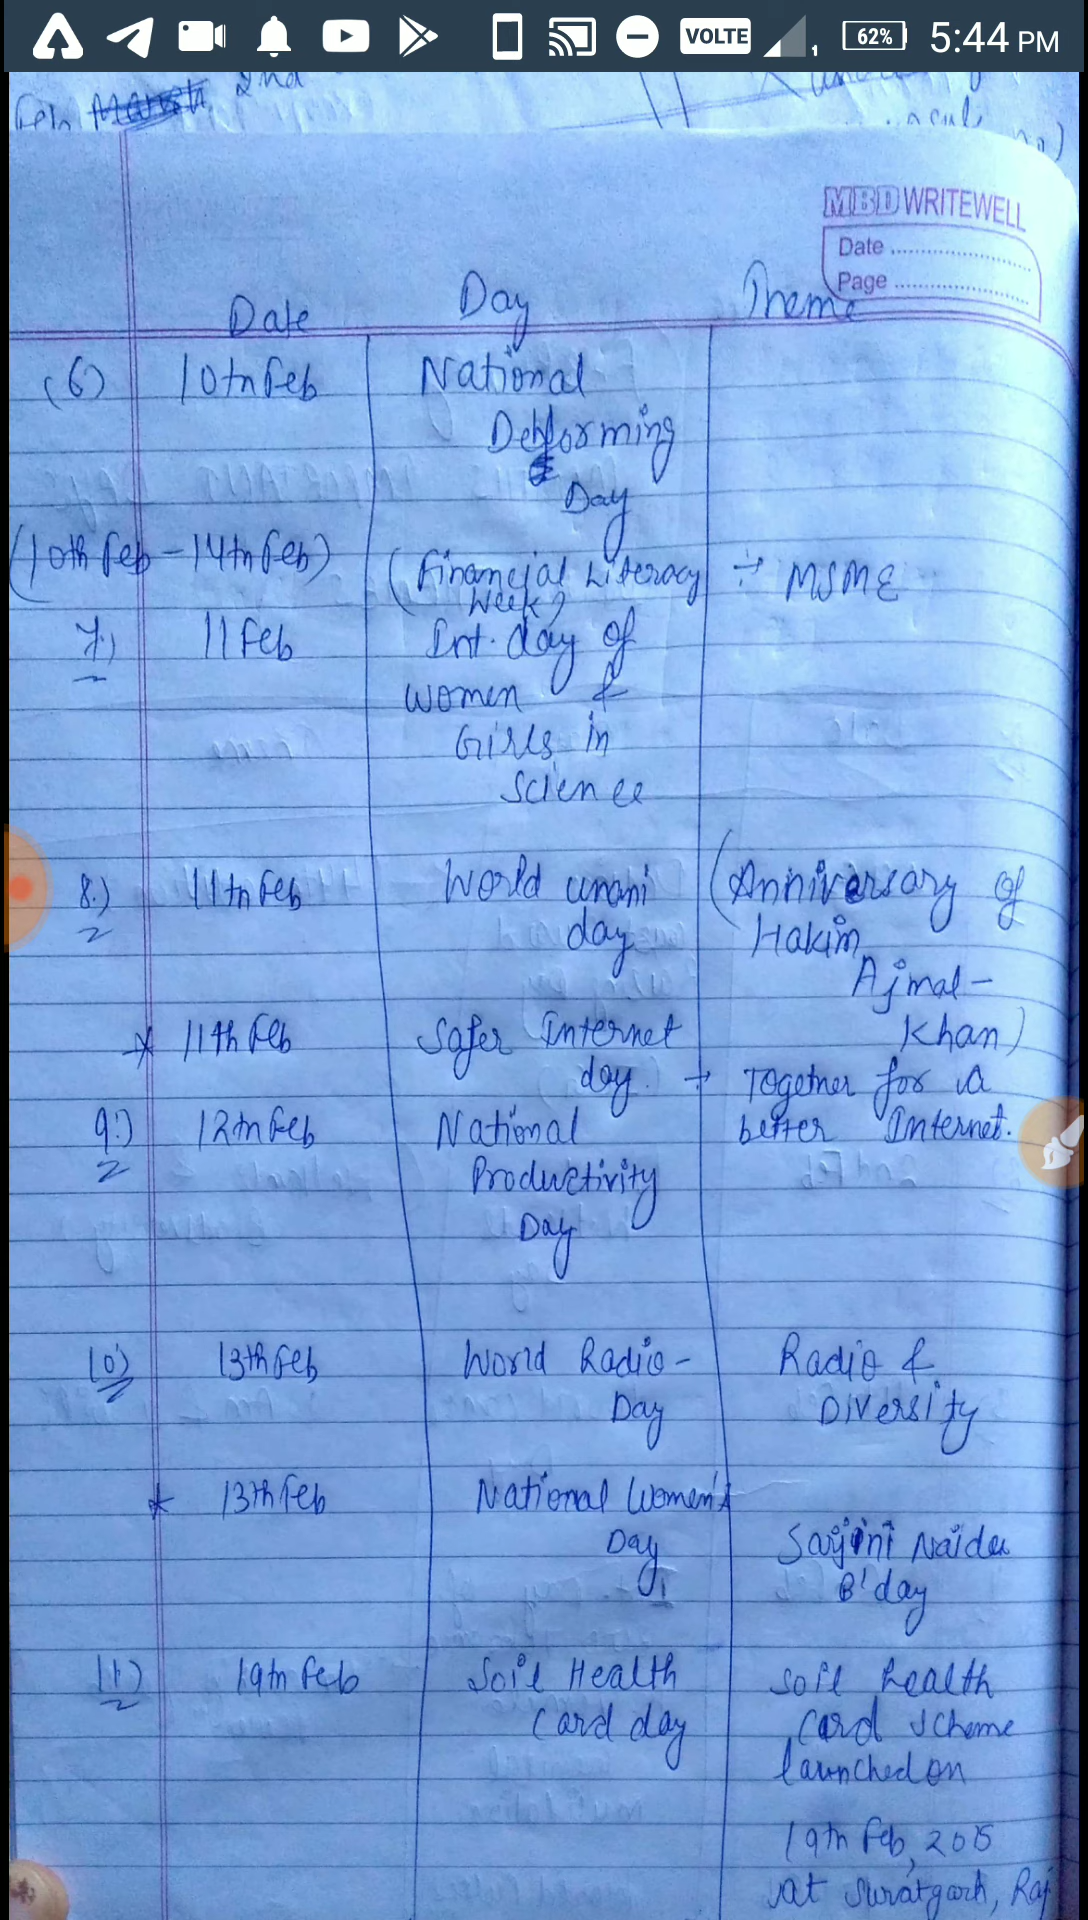 VOLTE 62% 5:44 PM
Feb 2nd
MBD WRITEWELL
Date
Page
Date Day Theme
(6) 10th Feb National
Deworming
Day
(10th Feb - 14th Feb) (Financial Literacy → MSME
Week)
7.) 11 Feb Int. day of
women &
Girls in
Science
8.) 11th Feb World unani (Anniversary of
day Hakim
Ajmal-
Khan)
* 11th Feb Safer Internet
day. → Together for a
9.) 12th Feb National better Internet.
Productivity
Day
10) 13th Feb World Radio- Radio &
Day Diversity
* 13th Feb National Women's
Day Sarjini Naidu
B'day
11) 19th Feb Soil Health Soil health
Card day Card Scheme
launched on
19th Feb, 2015
at Suratgarh, Raj